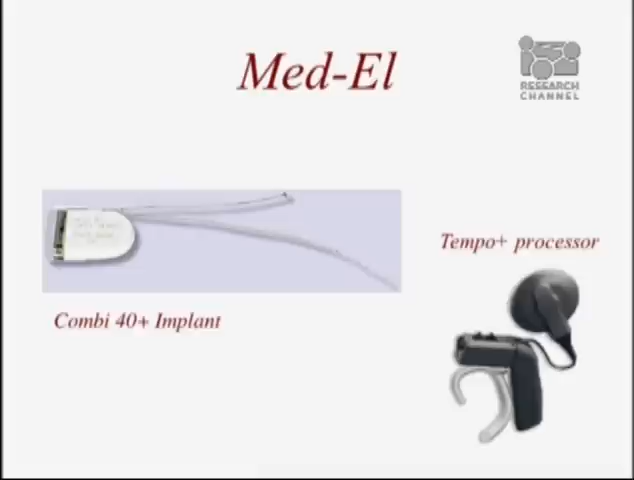 Med-El
RESEARCH
CHANNEL
Tempo+ processor
Combi 40+ Implant